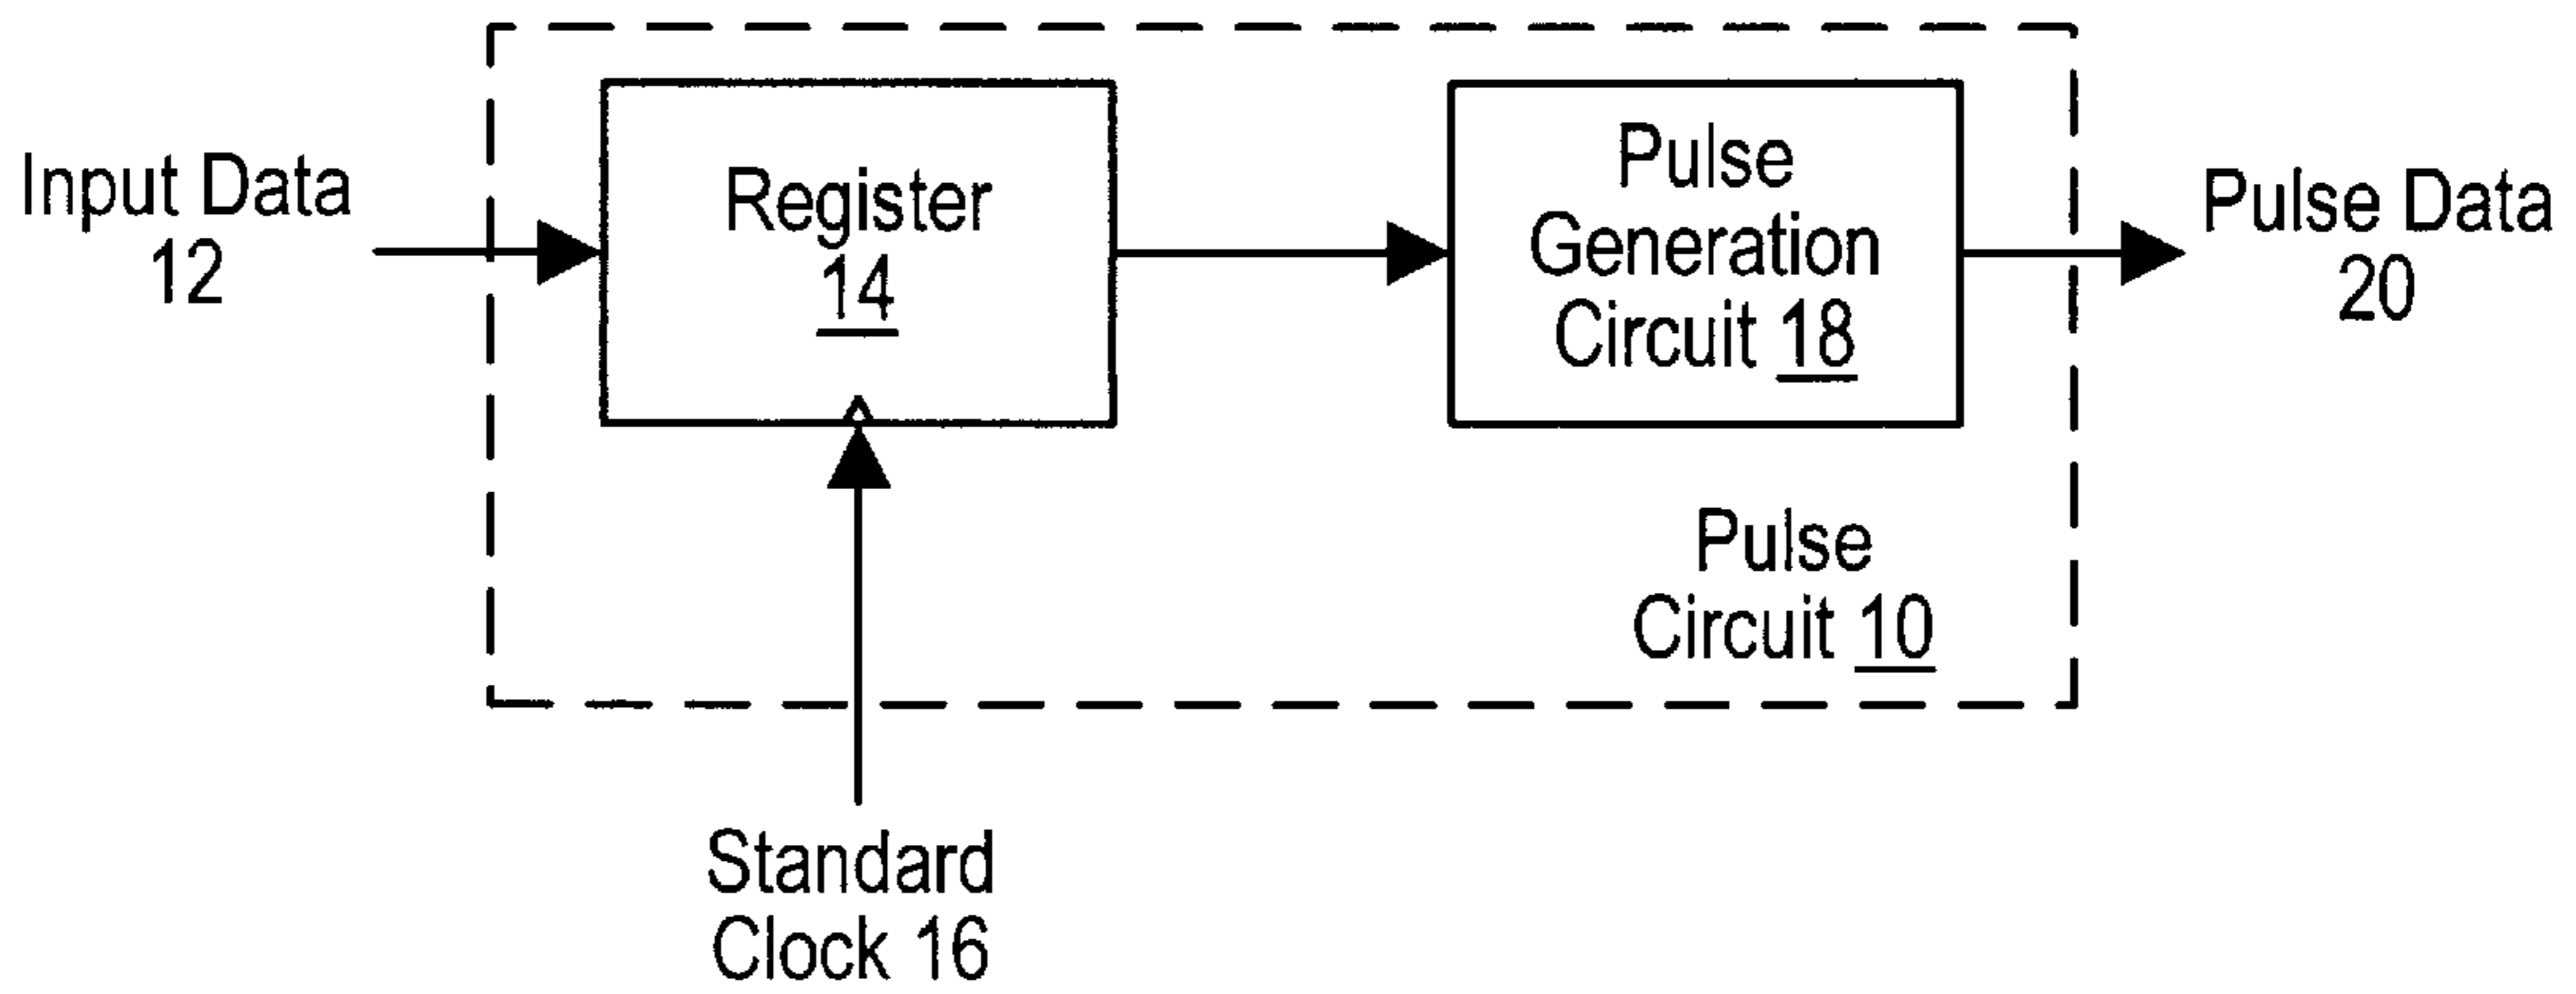 Input Data
12
Register
14
Pulse
Generation
Circuit 18
Pulse Data
20
Pulse
Circuit 10
Standard
Clock 16